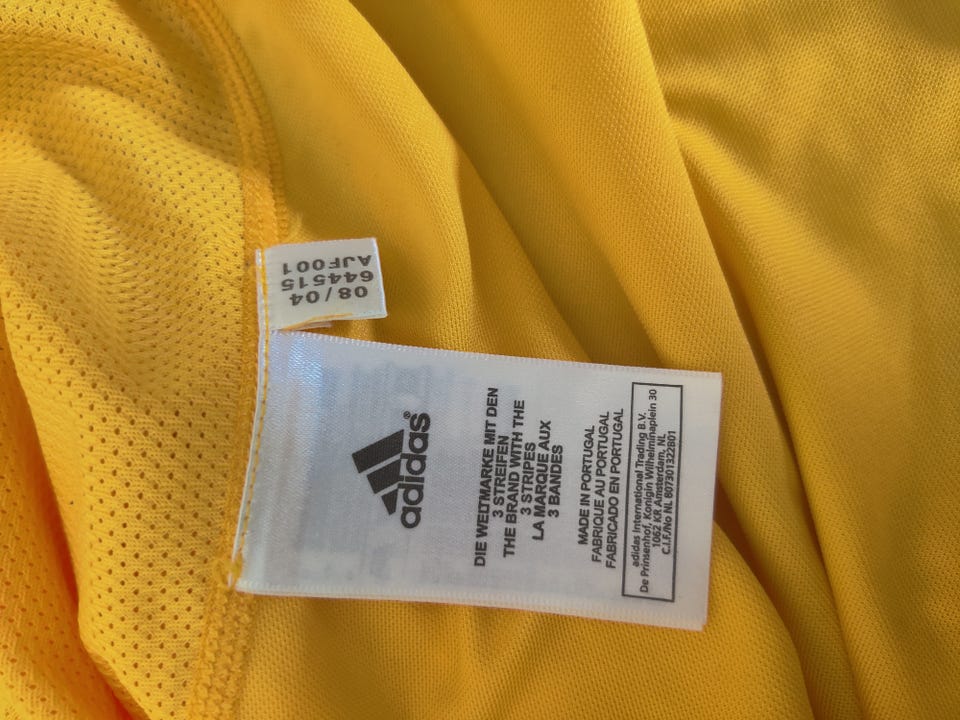 08/04
644515
AJF001
adidas®
DIE WELTMARKE MIT DEN
3 STREIFEN
THE BRAND WITH THE
3 STRIPES
LA MARQUE AUX
3 BANDES
MADE IN PORTUGAL
FABRIQUE AU PORTUGAL
FABRICADO EN PORTUGAL
adidas International Trading B.V.
De Prinsenhof, Konigin Wilhelminaplein 30
1062 KR Amsterdam, NL
C.I.F./No NL 807301322B01